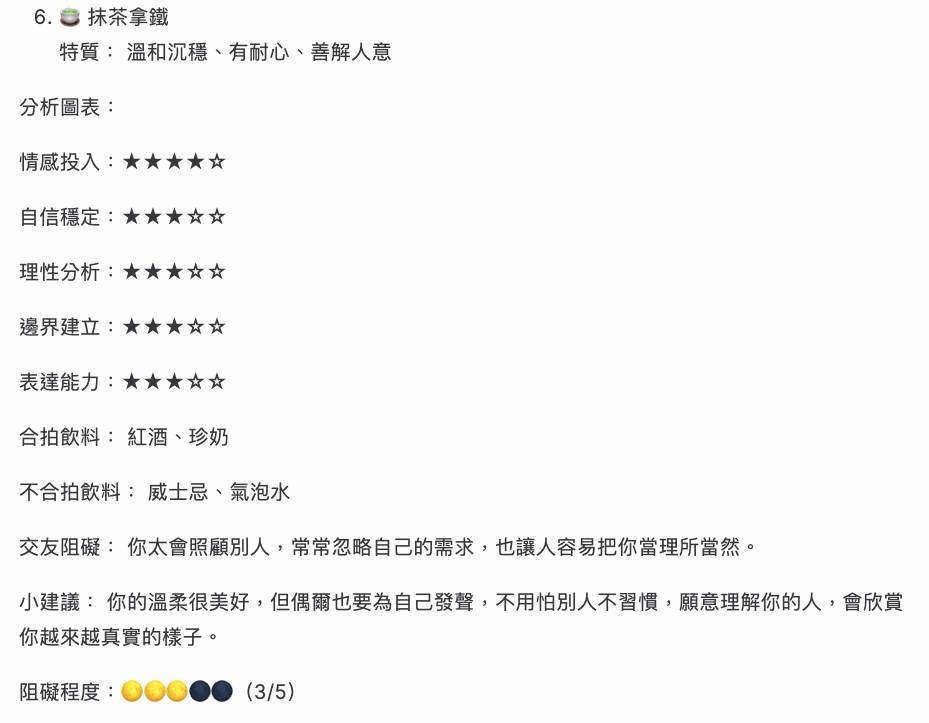 6. 🍵 抹茶拿鐵
特質： 溫和沉穩、有耐心、善解人意
分析圖表：
情感投入：★★★★☆
自信穩定：★★★☆☆
理性分析：★★★☆☆
邊界建立：★★★☆☆
表達能力：★★★☆☆
合拍飲料： 紅酒、珍奶
不合拍飲料： 威士忌、氣泡水
交友阻礙： 你太會照顧別人，常常忽略自己的需求，也讓人容易把你當理所當然。
小建議： 你的溫柔很美好，但偶爾也要為自己發聲，不用怕別人不習慣，願意理解你的人，會欣賞
你越來越真實的樣子。
阻礙程度：🌕🌕🌕🌑🌑（3/5）